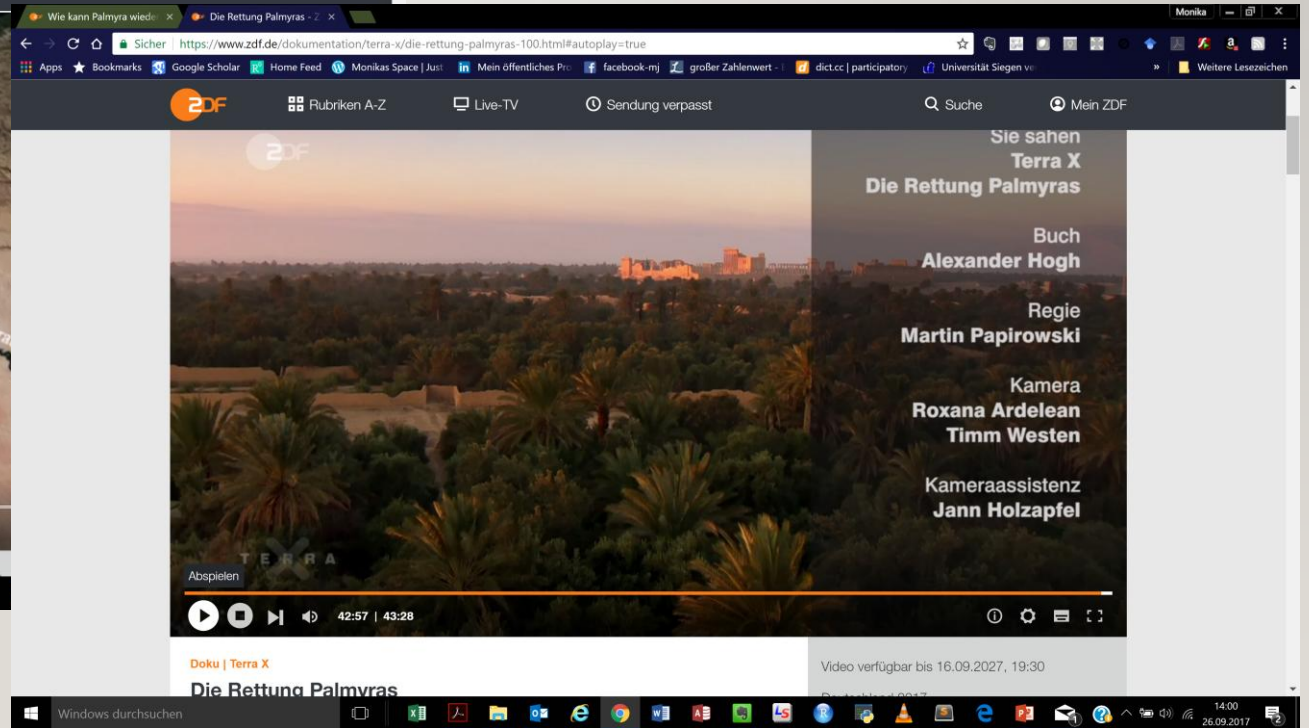 Wie kann Palmyra wieder
Die Rettung Palmyras - Z
Monika
Sicher
https://www.zdf.de/dokumentation/terra-x/die-rettung-palmyras-100.html#autoplay=true
Apps Bookmarks Google Scholar Home Feed Monikas Space | Just Mein öffentliches Pro facebook-mj großer Zahlenwert - dict.cc | participatory Universität Siegen ve » Weitere Lesezeichen
ZDF Rubriken A-Z Live-TV Sendung verpasst Suche Mein ZDF
ZDF
Sie sahen
Terra X
Die Rettung Palmyras
Buch
Alexander Hogh
Regie
Martin Papirowski
Kamera
Roxana Ardelean
Timm Westen
Kameraassistenz
Jann Holzapfel
TERRA X
Abspielen
42:57 | 43:28
Doku | Terra X
Die Rettung Palmyras
Video verfügbar bis 16.09.2027, 19:30
Deutschland 2017
Windows durchsuchen
14:00
26.09.2017